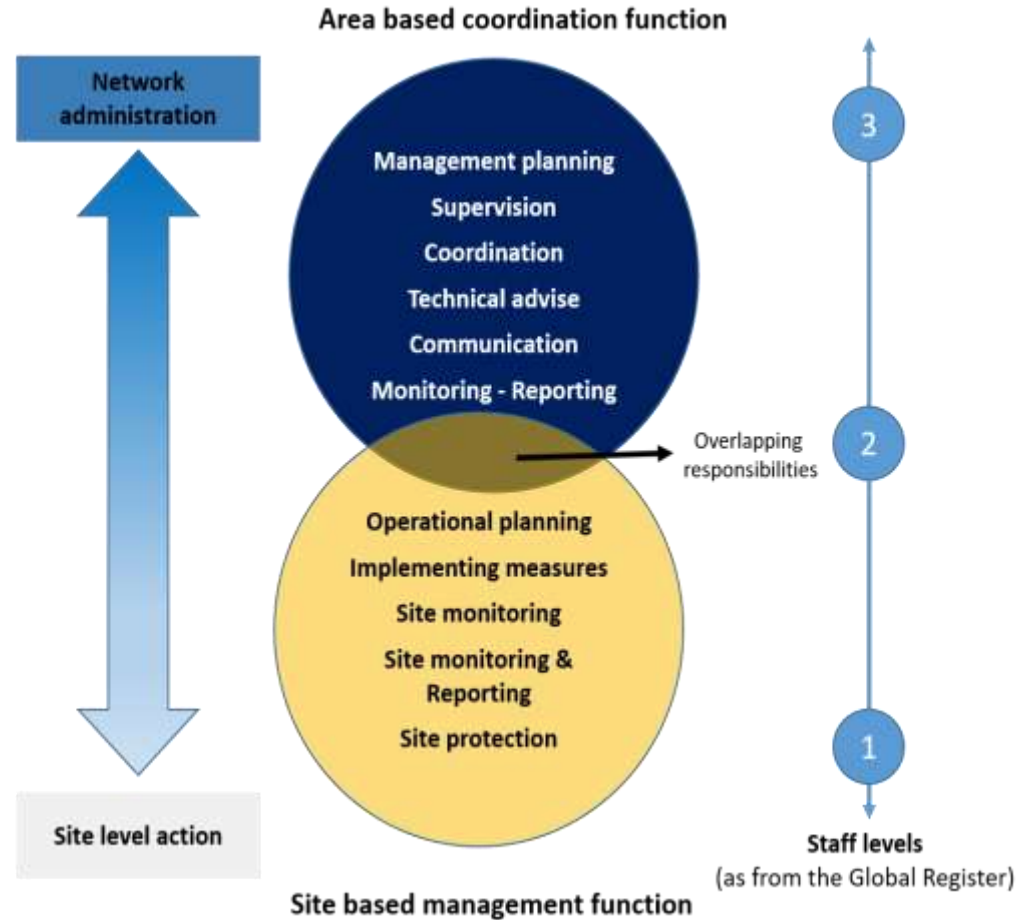 Area based coordination function
Network
administration
3
Management planning
Supervision
Coordination
Technical advise
Communication
Monitoring - Reporting
Overlapping
responsibilities
2
Operational planning
Implementing measures
Site monitoring
Site monitoring &
Reporting
Site protection
1
Site level action
Staff levels
(as from the Global Register)
Site based management function